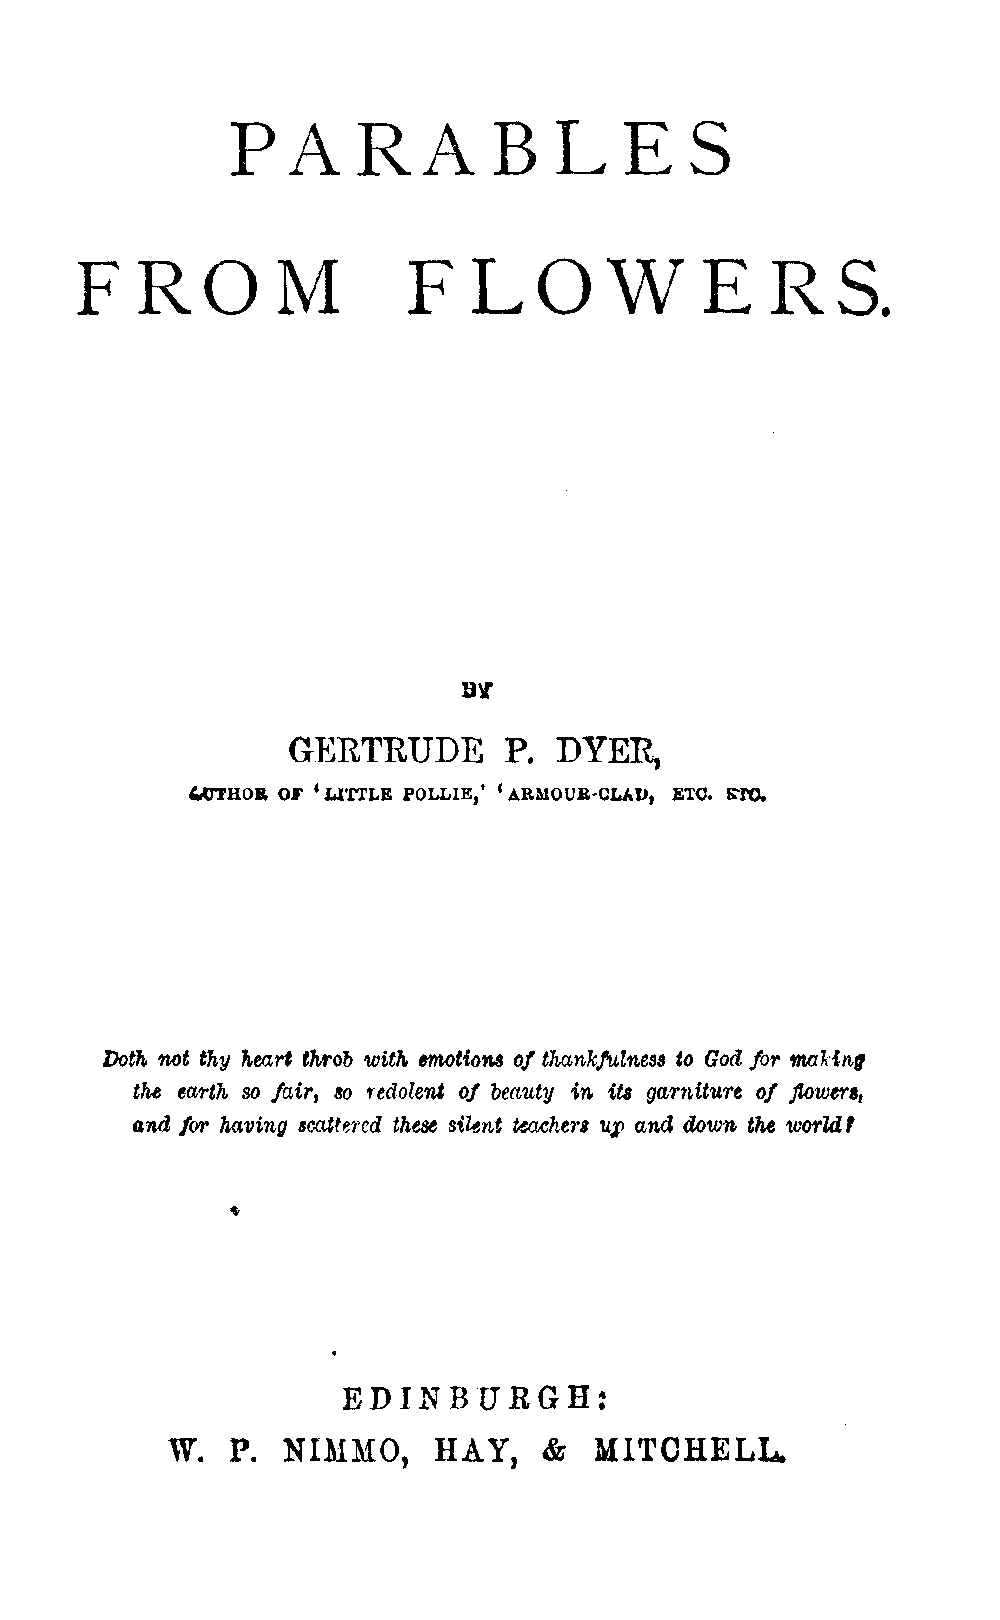 PARABLES
FROM FLOWERS.
BY
GERTRUDE P. DYER,
AUTHOR OF ‘LITTLE POLLIE,’ ‘ARMOUR-CLAD, ETC. ETC.
Doth not thy heart throb with emotions of thankfulness to God for making
the earth so fair, so redolent of beauty in its garniture of flowers,
and for having scattered these silent teachers up and down the world?
EDINBURGH:
W. P. NIMMO, HAY, & MITCHELL.